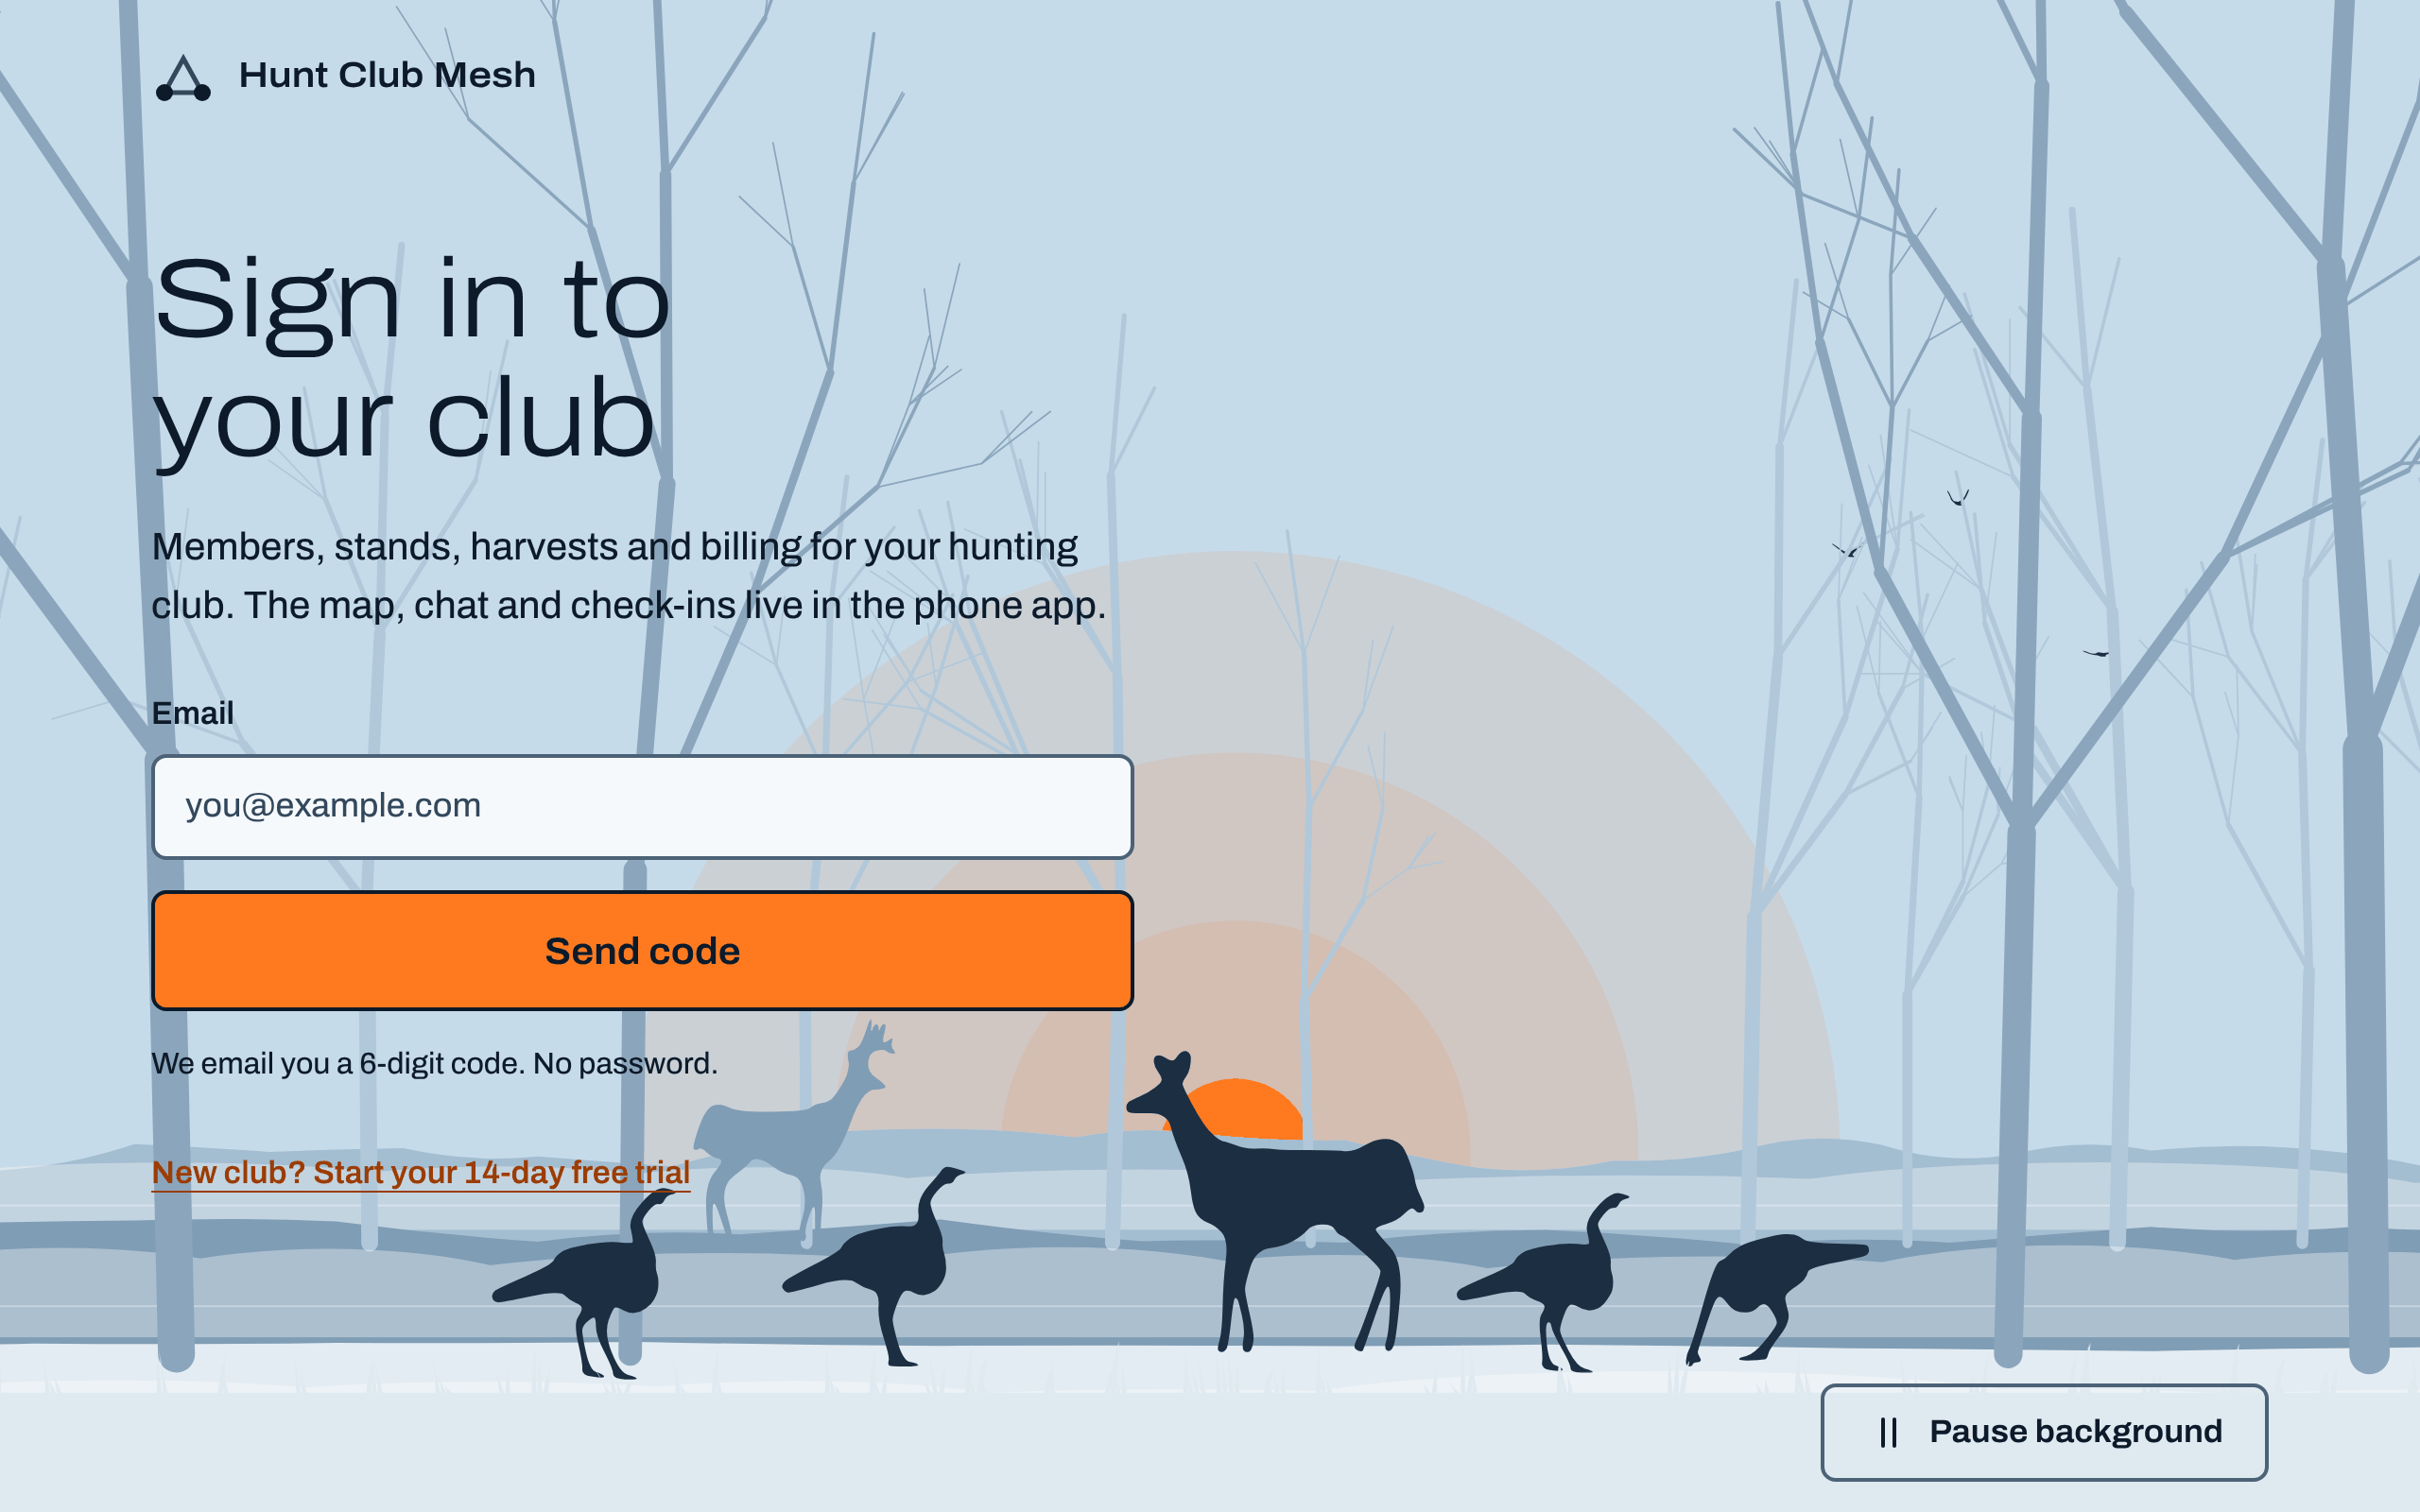 Hunt Club Mesh
Sign in to
your club
Members, stands, harvests and billing for your hunting
club. The map, chat and check-ins live in the phone app.
Email
you@example.com
Send code
We email you a 6-digit code. No password.
New club? Start your 14-day free trial
Pause background